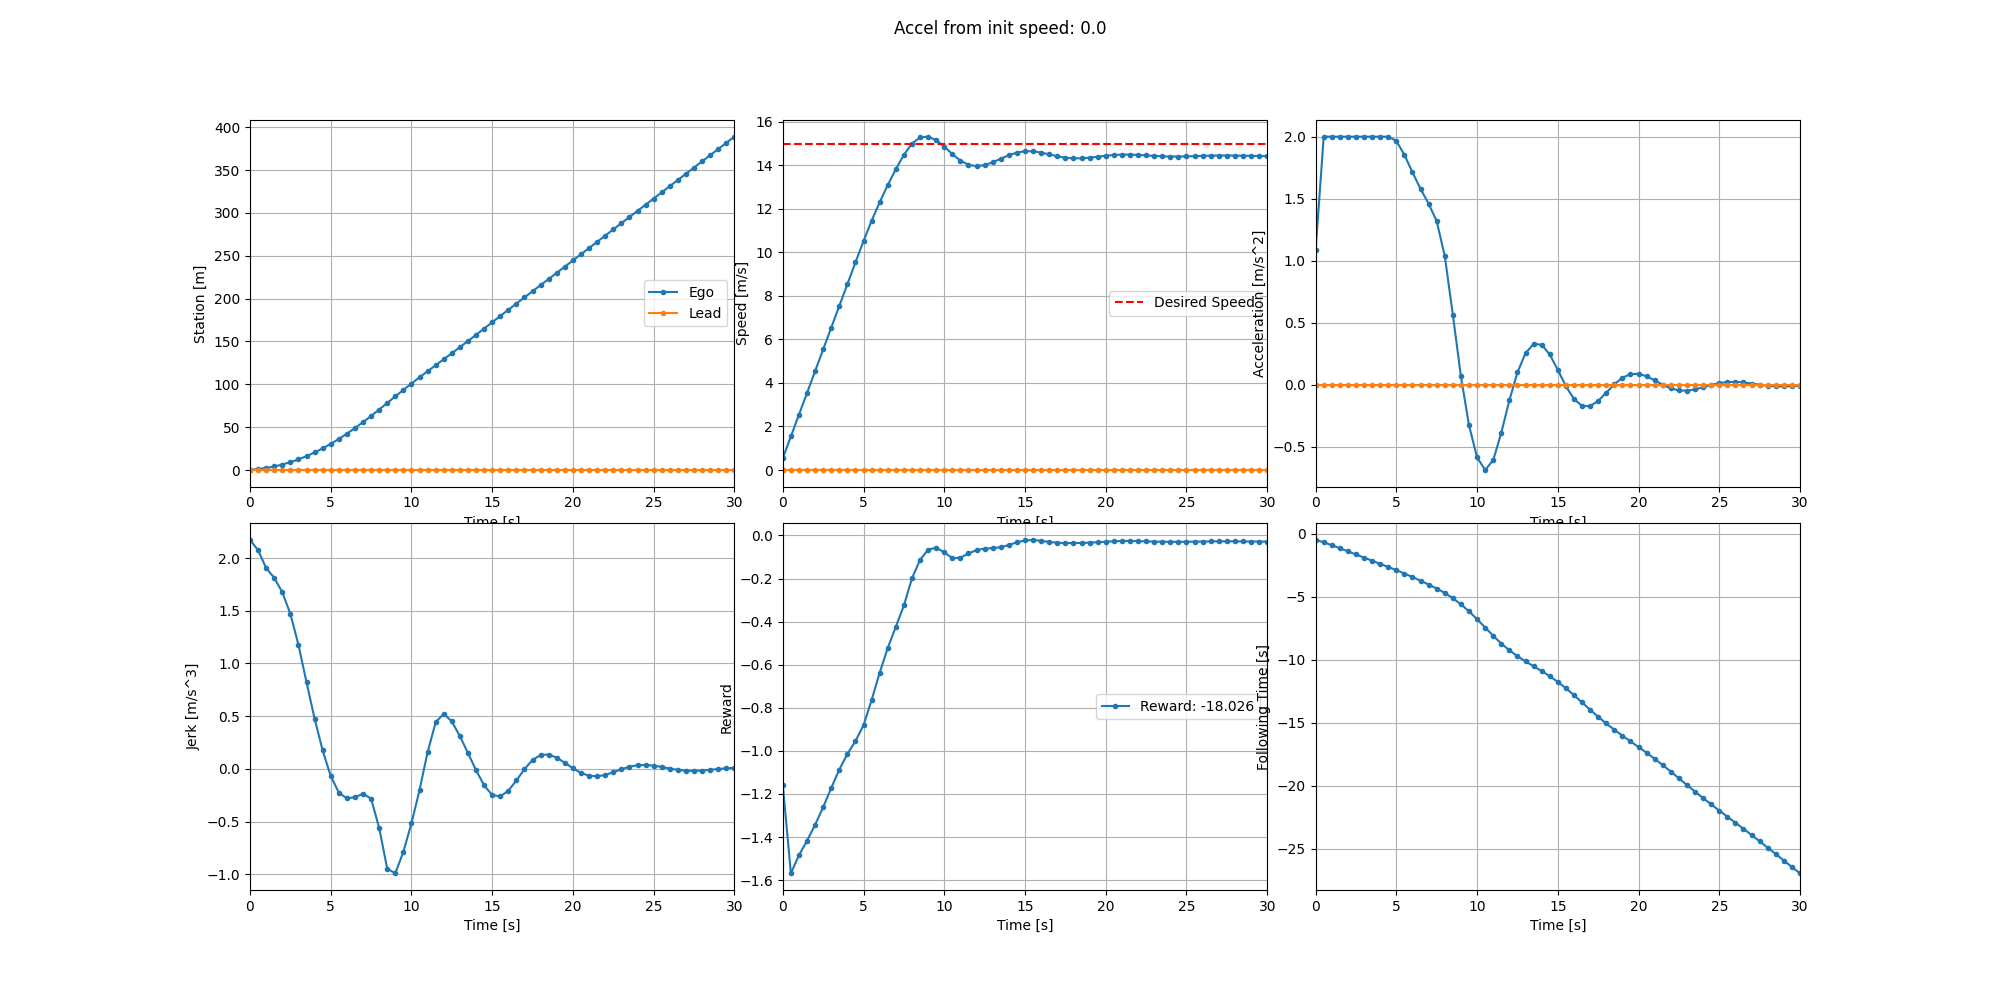 Accel from init speed: 0.0
400
350
300
250
200
150
100
50
0
Station [m]
Ego
Lead
0 5 10 15 20 25 30
Time [s]
16
14
12
10
8
6
4
2
0
Speed [m/s]
Desired Speed
0 5 10 15 20 25 30
Time [s]
2.0
1.5
1.0
0.5
0.0
−0.5
Acceleration [m/s^2]
0 5 10 15 20 25 30
Time [s]
2.0
1.5
1.0
0.5
0.0
−0.5
−1.0
Jerk [m/s^3]
0 5 10 15 20 25 30
Time [s]
0.0
−0.2
−0.4
−0.6
−0.8
−1.0
−1.2
−1.4
−1.6
Reward
Reward: -18.026
0 5 10 15 20 25 30
Time [s]
0
−5
−10
−15
−20
−25
Following Time [s]
0 5 10 15 20 25 30
Time [s]